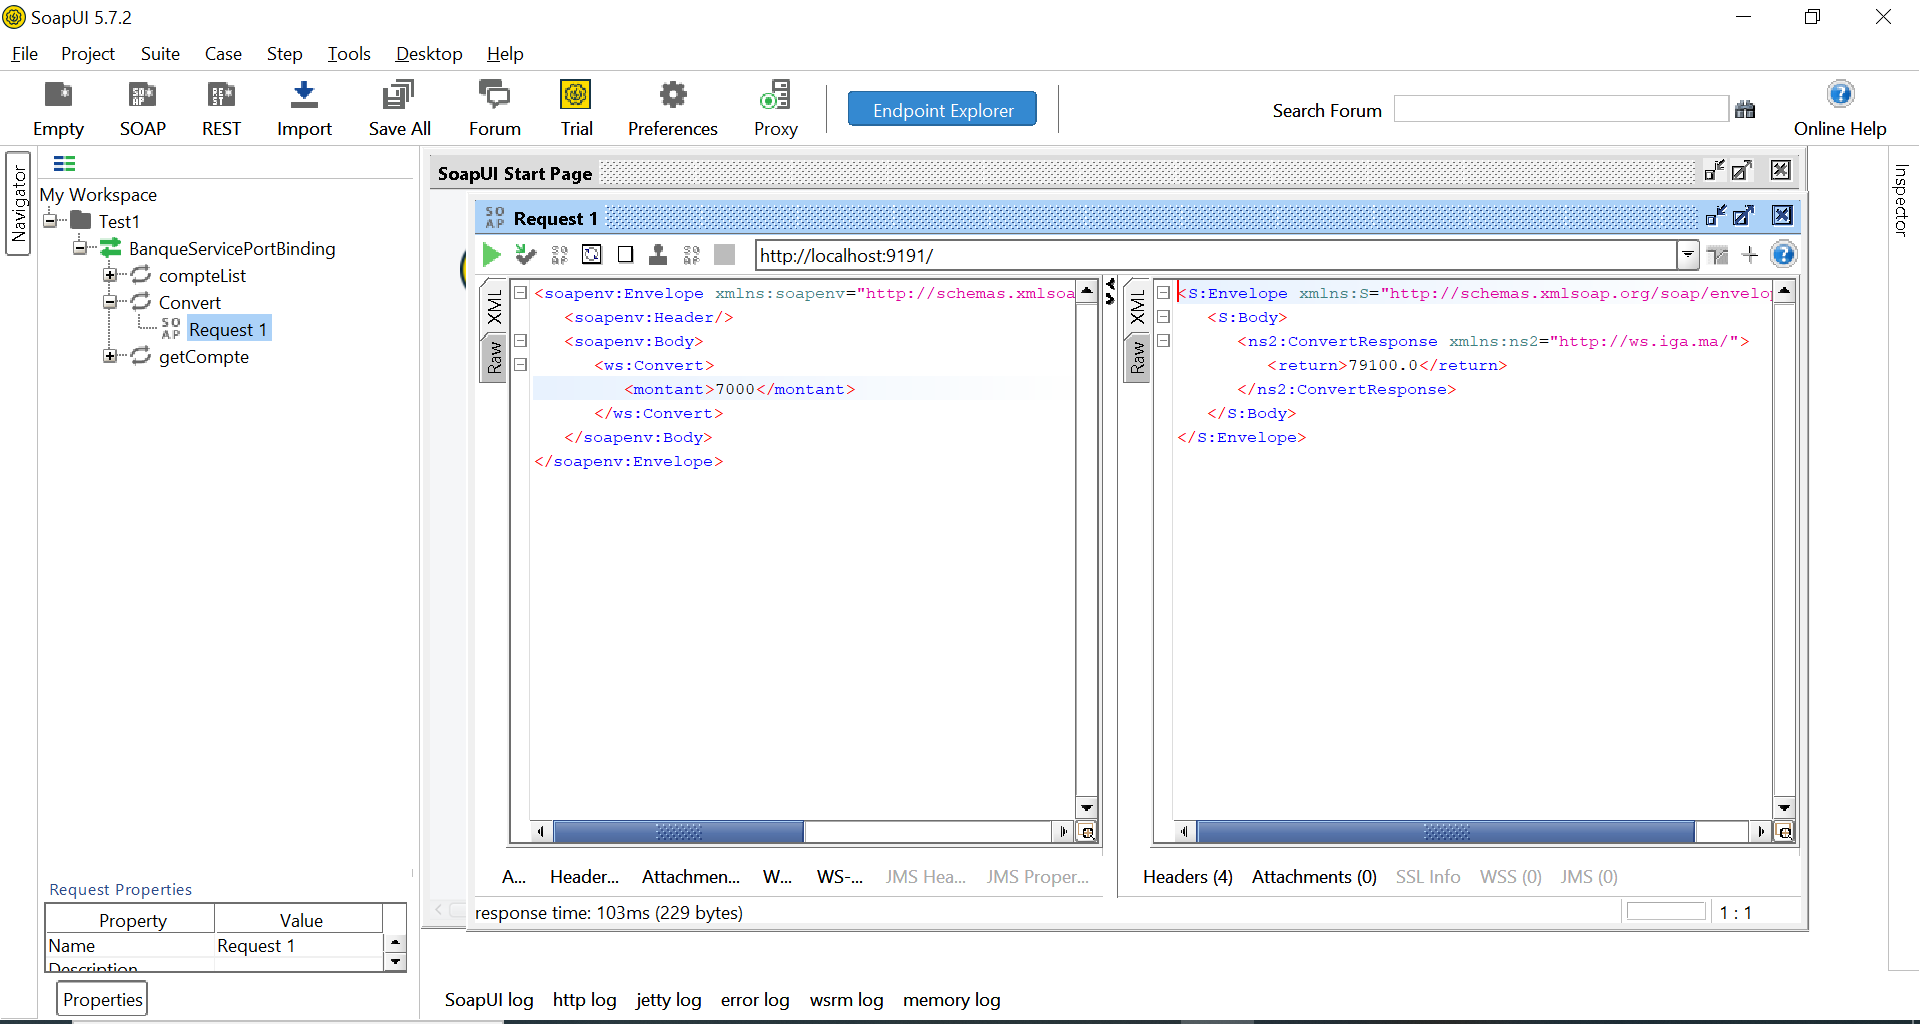 SoapUI 5.7.2
File Project Suite Case Step Tools Desktop Help
Empty SOAP REST Import Save All Forum Trial Preferences Proxy
Endpoint Explorer
Search Forum
Online Help
Navigator
Inspector
My Workspace
Test1
BanqueServicePortBinding
compteList
Convert
SO AP Request 1
getCompte
SoapUI Start Page
SO AP Request 1
http://localhost:9191/
XML
Raw
<soapenv:Envelope xmlns:soapenv="http://schemas.xmlsoa
<soapenv:Header/>
<soapenv:Body>
<ws:Convert>
<montant>7000</montant>
</ws:Convert>
</soapenv:Body>
</soapenv:Envelope>
XML
Raw
<S:Envelope xmlns:S="http://schemas.xmlsoap.org/soap/envelo
<S:Body>
<ns2:ConvertResponse xmlns:ns2="http://ws.iga.ma/">
<return>79100.0</return>
</ns2:ConvertResponse>
</S:Body>
</S:Envelope>
A... Header... Attachmen... W... WS-... JMS Hea... JMS Proper...
Headers (4) Attachments (0) SSL Info WSS (0) JMS (0)
response time: 103ms (229 bytes)
1 : 1
Request Properties
Property Value
Name Request 1
Description
Properties
SoapUI log http log jetty log error log wsrm log memory log